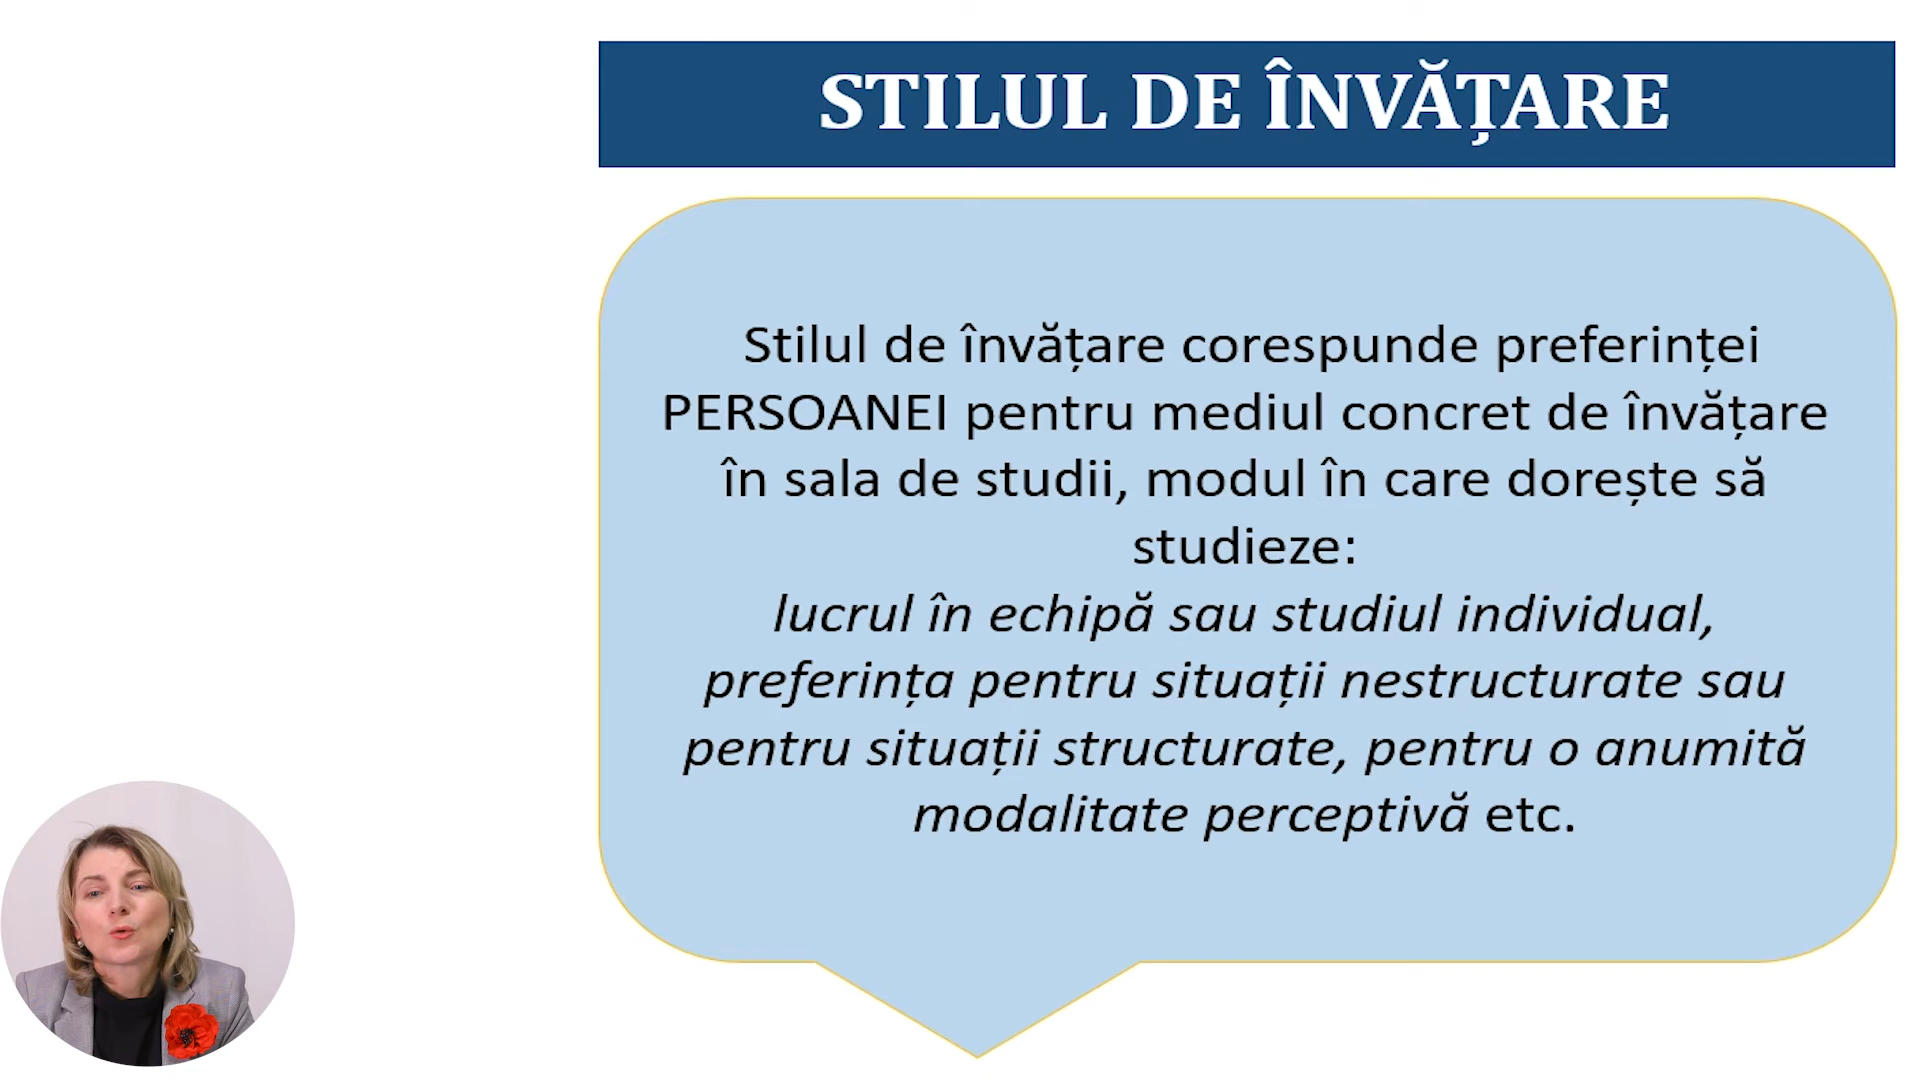 STILUL DE ÎNVĂȚARE
Stilul de învățare corespunde preferinței
PERSOANEI pentru mediul concret de învățare
în sala de studii, modul în care dorește să
studieze:
lucrul în echipă sau studiul individual,
preferința pentru situații nestructurate sau
pentru situații structurate, pentru o anumită
modalitate perceptivă etc.